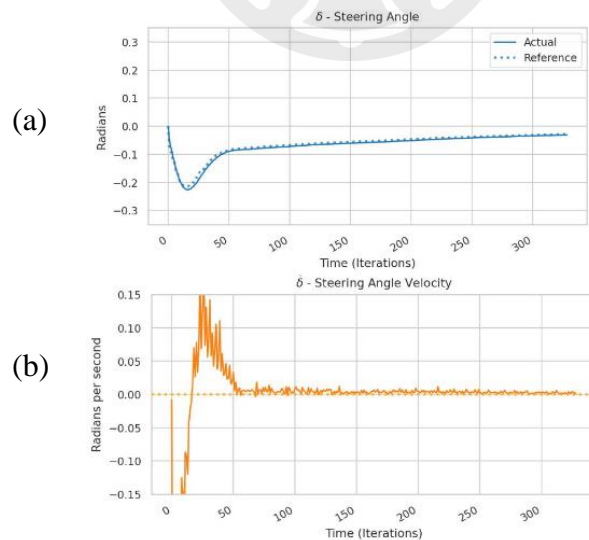 δ - Steering Angle
Actual
Reference
(a)
Radians
0.3
0.2
0.1
0.0
−0.1
−0.2
−0.3
0
50
100
150
200
250
300
Time (Iterations)
δ̇ - Steering Angle Velocity
(b)
Radians per second
0.15
0.10
0.05
0.00
−0.05
−0.10
−0.15
0
50
100
150
200
250
300
Time (Iterations)